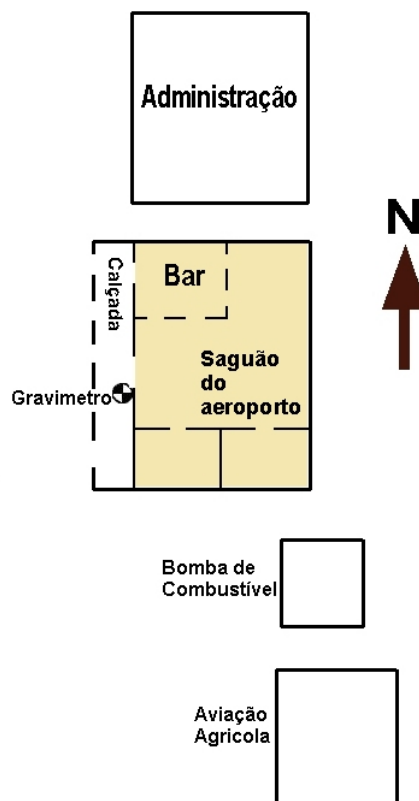 Administração
N
Calçada
Bar
Saguão
do
aeroporto
Gravimetro
Bomba de
Combustível
Aviação
Agricola